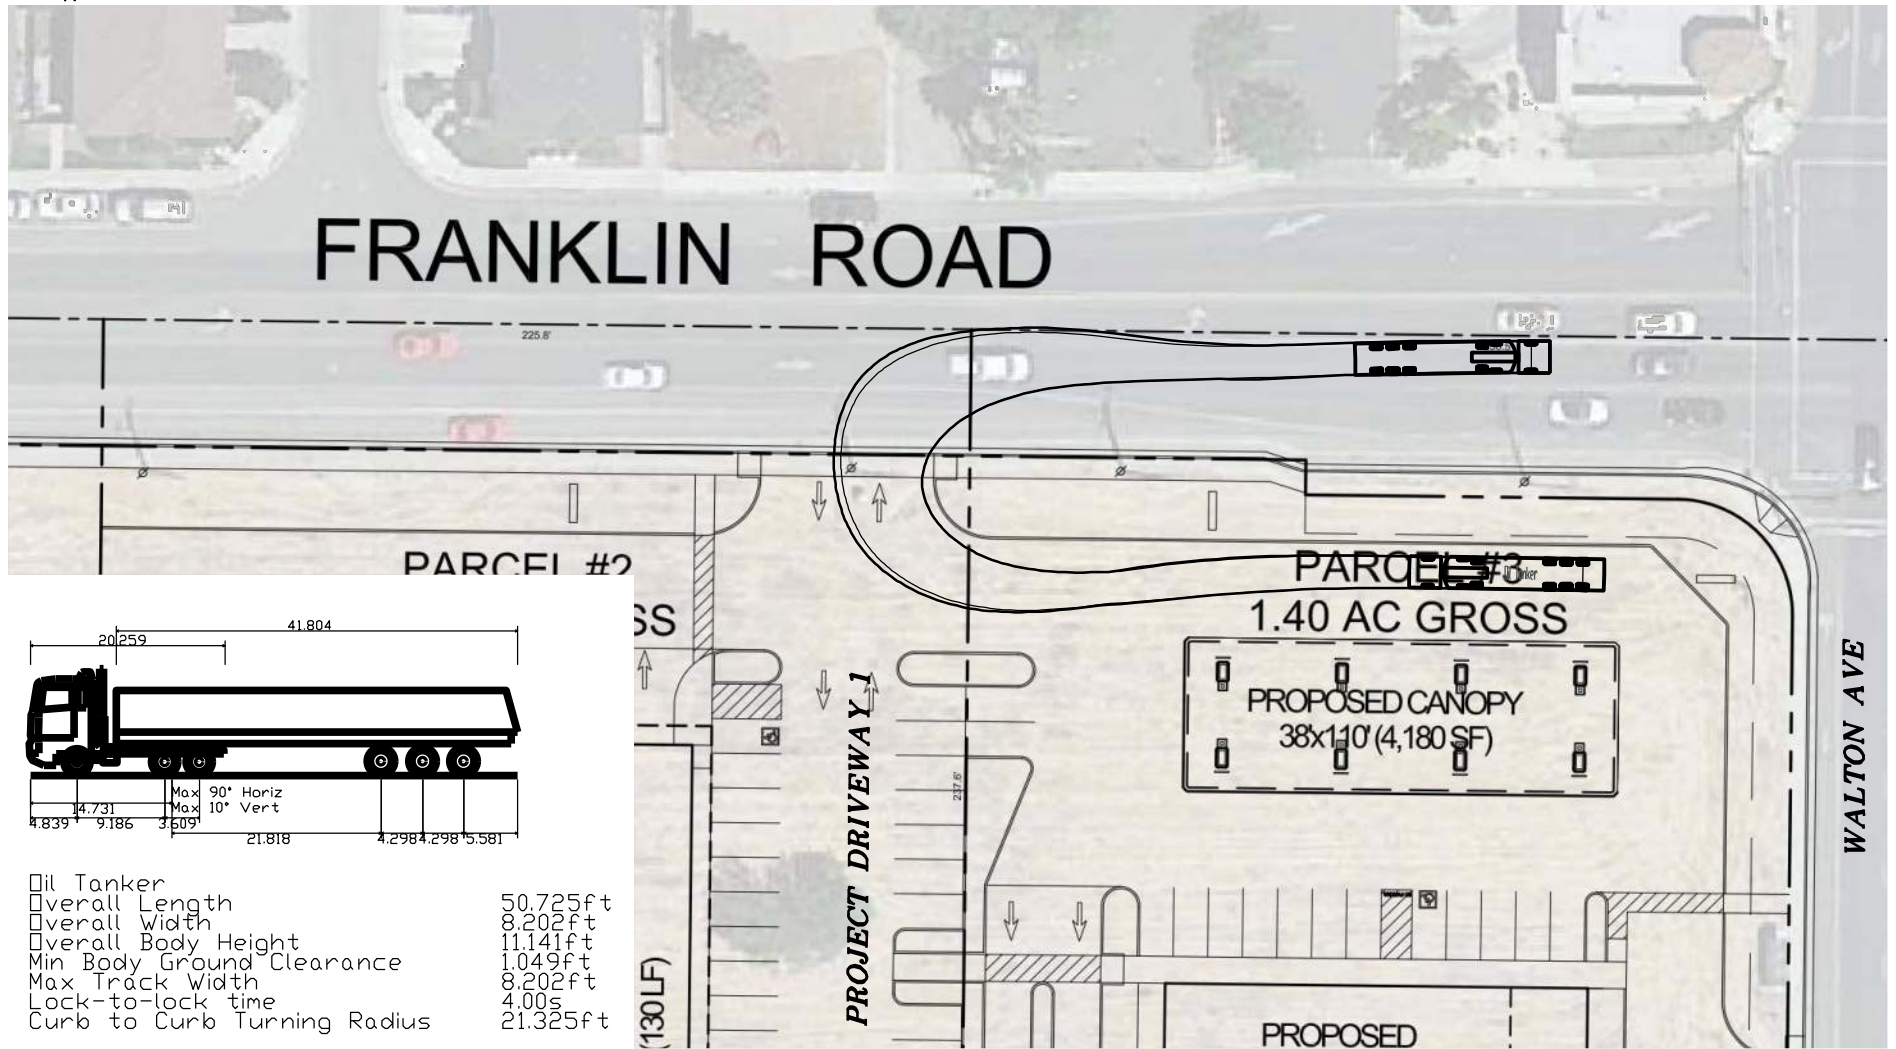 FRANKLIN ROAD
225.8'
PARCEL #2
PARCEL #3
Tanker
1.40 AC GROSS
SS
PROPOSED CANOPY
38'x110' (4,180 SF)
PROJECT DRIVEWAY 1
237.6'
WALTON AVE
(130 LF)
PROPOSED
41.804
20.259
Max 90° Horiz
Max 10° Vert
14.731
4.839 9.186 3.609 21.818 4.298 4.298 5.581
Oil Tanker
Overall Length 50.725ft
Overall Width 8.202ft
Overall Body Height 11.141ft
Min Body Ground Clearance 1.049ft
Max Track Width 8.202ft
Lock-to-lock time 4.00s
Curb to Curb Turning Radius 21.325ft